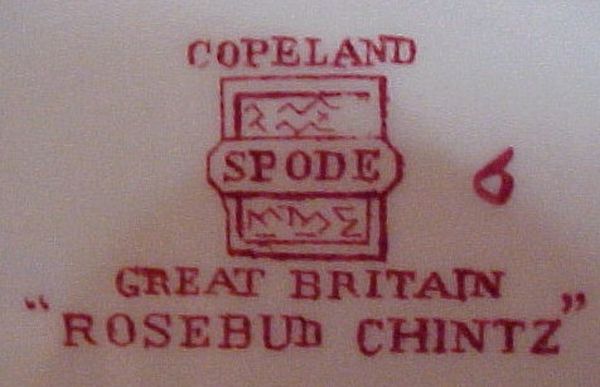 COPELAND
SPODE
6
GREAT BRITAIN
"ROSEBUD CHINTZ"